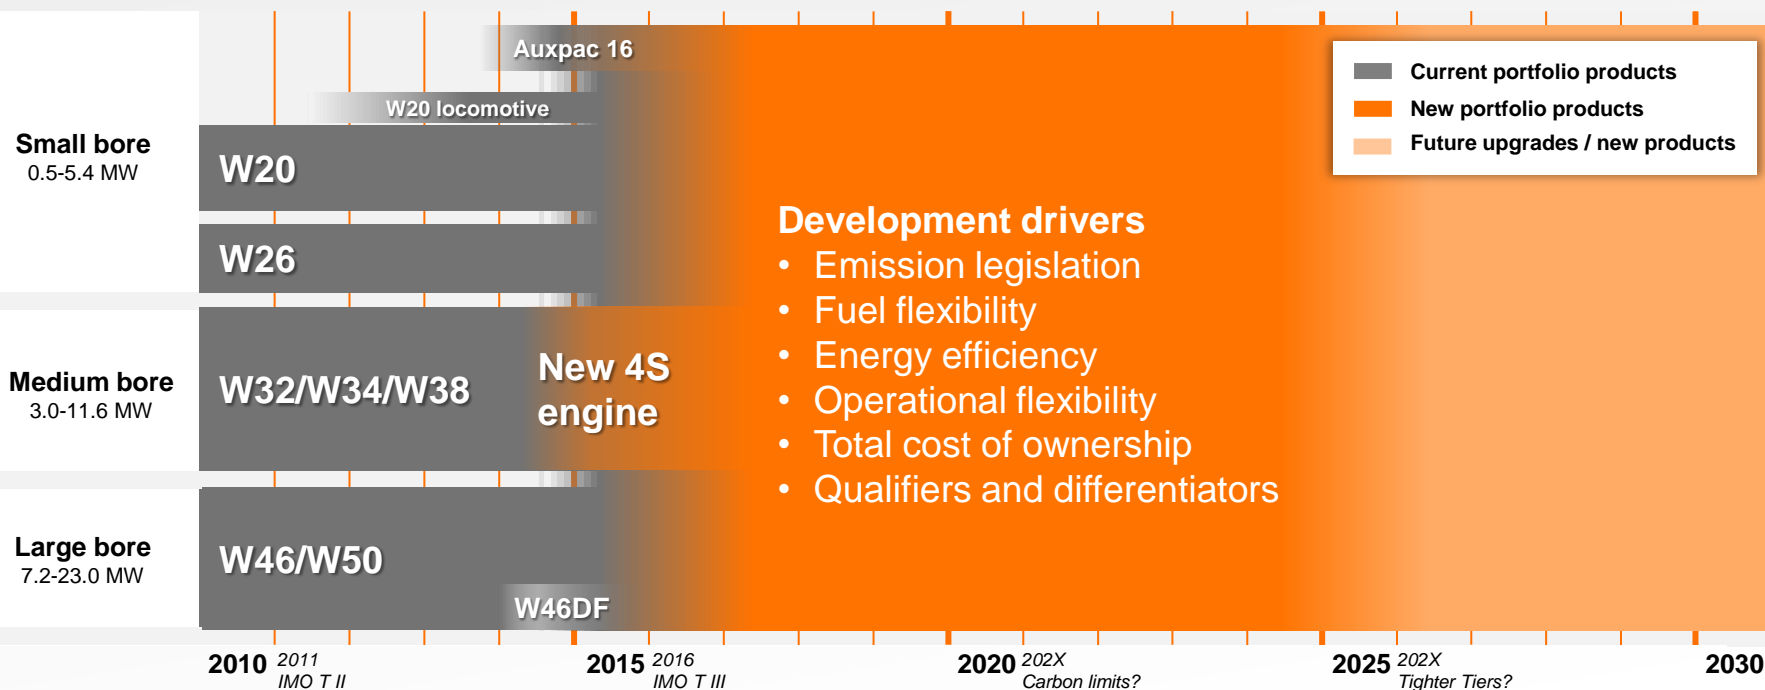 Auxpac 16
W20 locomotive
Small bore
0.5-5.4 MW
W20
W26
Medium bore
3.0-11.6 MW
W32/W34/W38
New 4S
engine
Large bore
7.2-23.0 MW
W46/W50
W46DF
Development drivers
• Emission legislation
• Fuel flexibility
• Energy efficiency
• Operational flexibility
• Total cost of ownership
• Qualifiers and differentiators
Current portfolio products
New portfolio products
Future upgrades / new products
2010 2011
IMO T II
2015 2016
IMO T III
2020 202X
Carbon limits?
2025 202X
Tighter Tiers?
2030